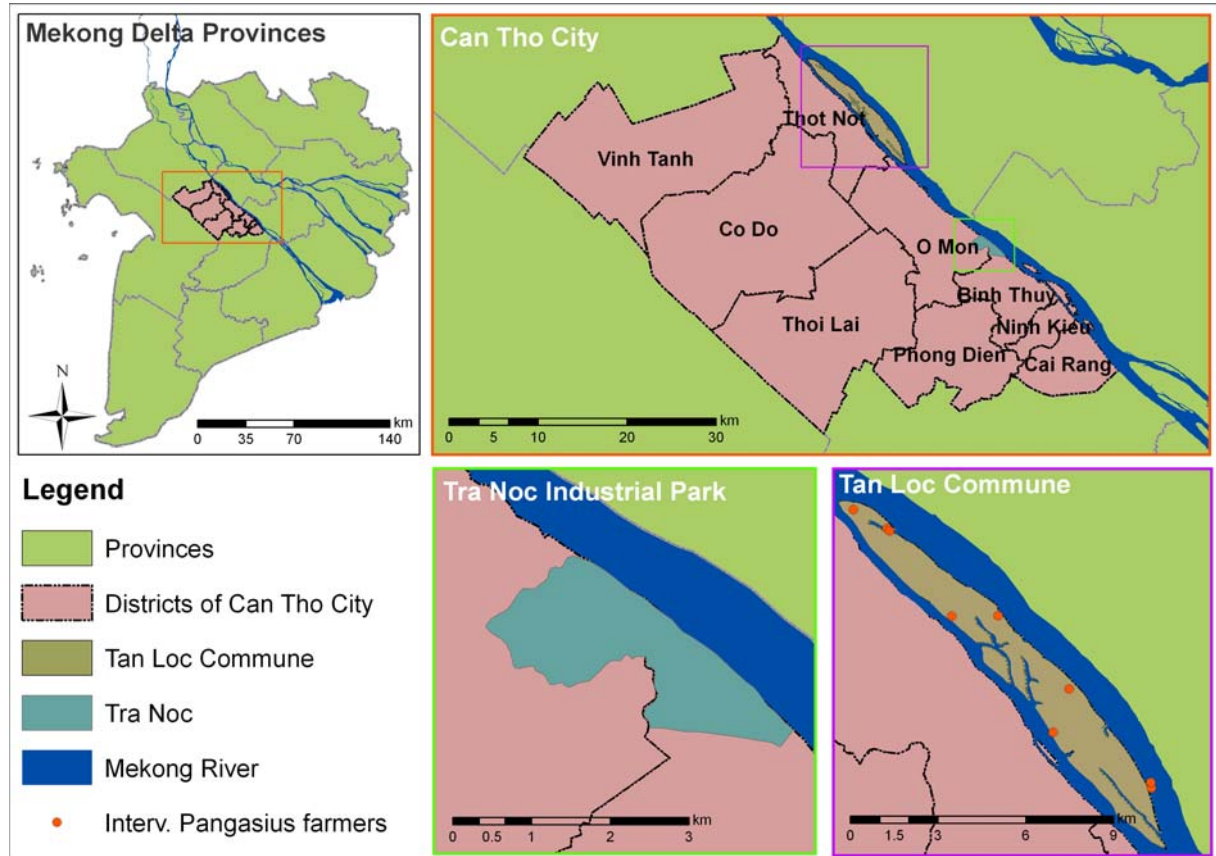 Mekong Delta Provinces
N
km
0 35 70 140
Can Tho City
Thot Not
Vinh Tanh
Co Do
O Mon
Binh Thuy
Thoi Lai
Ninh Kieu
Phong Dien
Cai Rang
km
0 5 10 20 30
Legend
Provinces
Districts of Can Tho City
Tan Loc Commune
Tra Noc
Mekong River
Interv. Pangasius farmers
Tra Noc Industrial Park
km
0 0.5 1 2 3
Tan Loc Commune
km
0 1.5 3 6 9